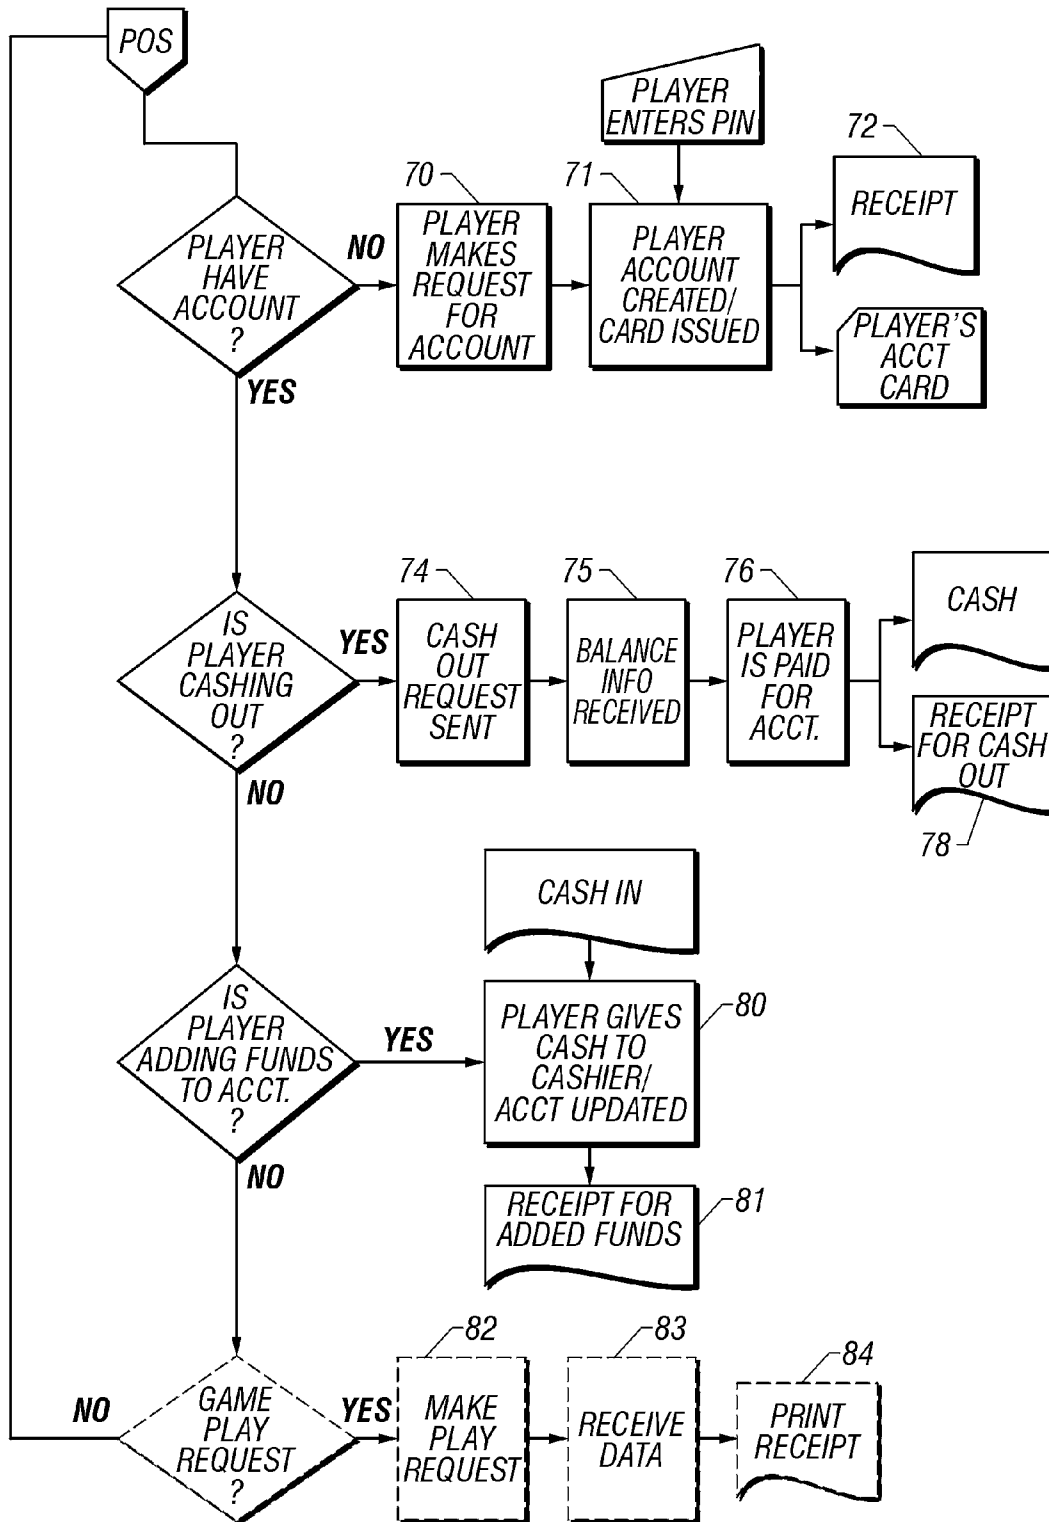 POS
PLAYER
ENTERS PIN
PLAYER
HAVE
ACCOUNT
?
NO
YES
70
PLAYER
MAKES
REQUEST
FOR
ACCOUNT
71
PLAYER
ACCOUNT
CREATED/
CARD ISSUED
72
RECEIPT
PLAYER'S
ACCT
CARD
IS
PLAYER
CASHING
OUT
?
YES
NO
74
CASH
OUT
REQUEST
SENT
75
BALANCE
INFO
RECEIVED
76
PLAYER
IS PAID
FOR
ACCT.
CASH
RECEIPT
FOR CASH
OUT
78
CASH IN
IS
PLAYER
ADDING FUNDS
TO ACCT.
?
YES
NO
PLAYER GIVES
CASH TO
CASHIER/
ACCT UPDATED
80
RECEIPT FOR
ADDED FUNDS
81
NO
GAME
PLAY
REQUEST
?
YES
82
MAKE
PLAY
REQUEST
83
RECEIVE
DATA
84
PRINT
RECEIPT